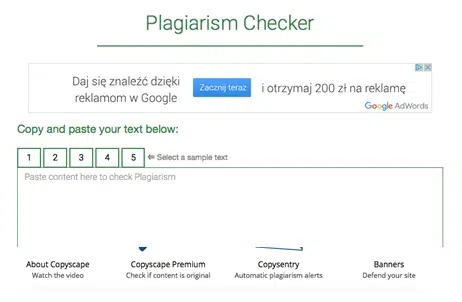 Plagiarism Checker
Daj się znaleźć dzięki
reklamom w Google
Zacznij teraz
i otrzymaj 200 zł na reklamę
Google AdWords
Copy and paste your text below:
1 2 3 4 5 ⇐ Select a sample text
Paste content here to check Plagiarism
About Copyscape Copyscape Premium Copysentry Banners
Watch the video Check if content is original Automatic plagiarism alerts Defend your site